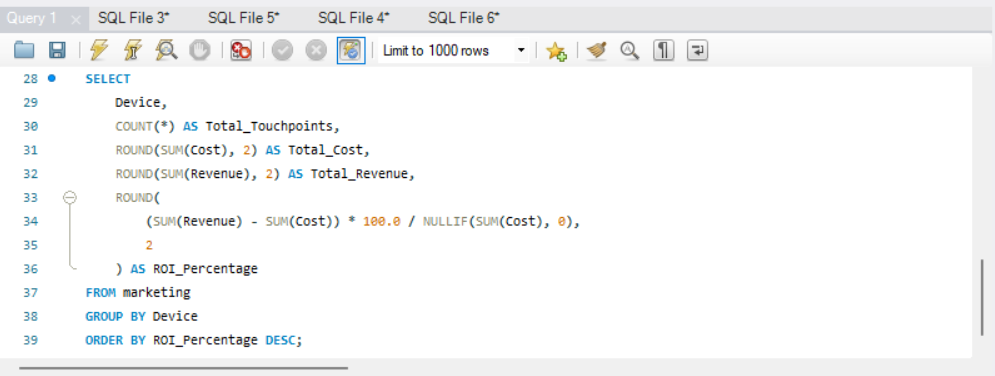 Query 1 × SQL File 3* SQL File 5* SQL File 4* SQL File 6*
Limit to 1000 rows
28 SELECT
29 Device,
30 COUNT(*) AS Total_Touchpoints,
31 ROUND(SUM(Cost), 2) AS Total_Cost,
32 ROUND(SUM(Revenue), 2) AS Total_Revenue,
33 ROUND(
34 (SUM(Revenue) - SUM(Cost)) * 100.0 / NULLIF(SUM(Cost), 0),
35 2
36 ) AS ROI_Percentage
37 FROM marketing
38 GROUP BY Device
39 ORDER BY ROI_Percentage DESC;